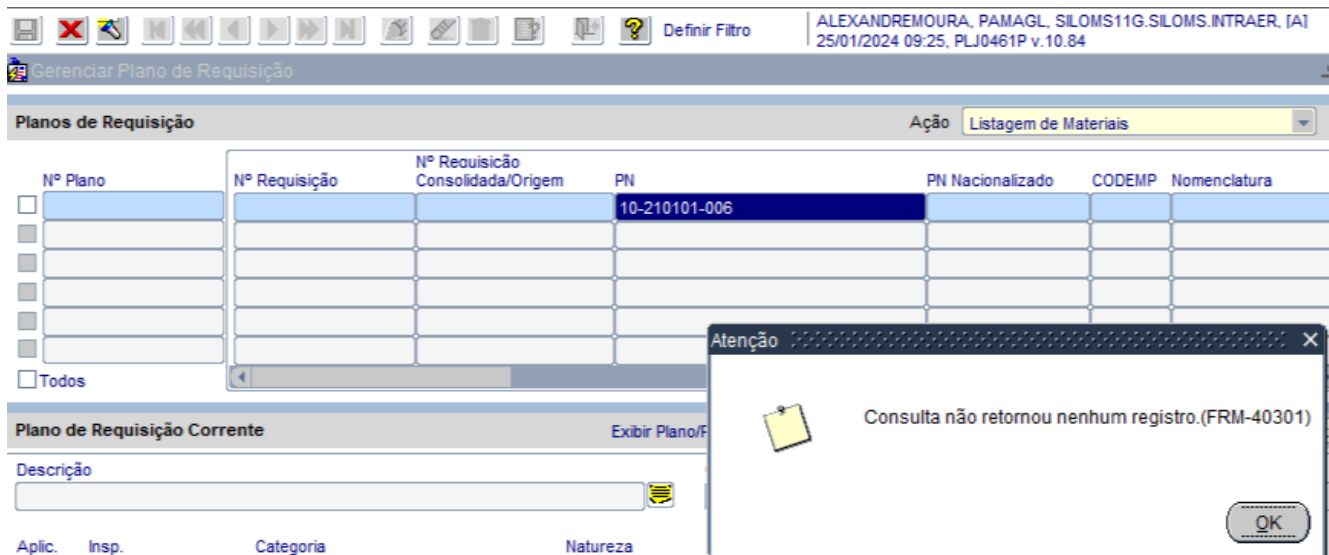 Definir Filtro
ALEXANDREMOURA, PAMAGL, SILOMS11G.SILOMS.INTRAER, [A]
25/01/2024 09:25, PLJ0461P v.10.84
Gerenciar Plano de Requisição
Planos de Requisição
Ação
Listagem de Materiais
Nº Plano
Nº Requisição
Nº Requisição
Consolidada/Origem
PN
PN Nacionalizado
CODEMP
Nomenclatura
10-210101-006
Todos
Atenção
Consulta não retornou nenhum registro.(FRM-40301)
OK
Plano de Requisição Corrente
Exibir Plano/
Descrição
Aplic.
Insp.
Categoria
Natureza